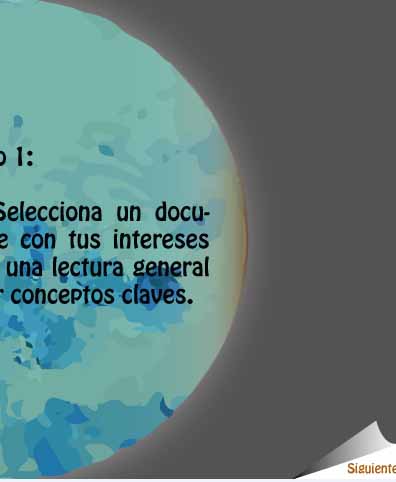 o 1:
Selecciona un docu-
e con tus intereses
una lectura general
r conceptos claves.
Siguiente